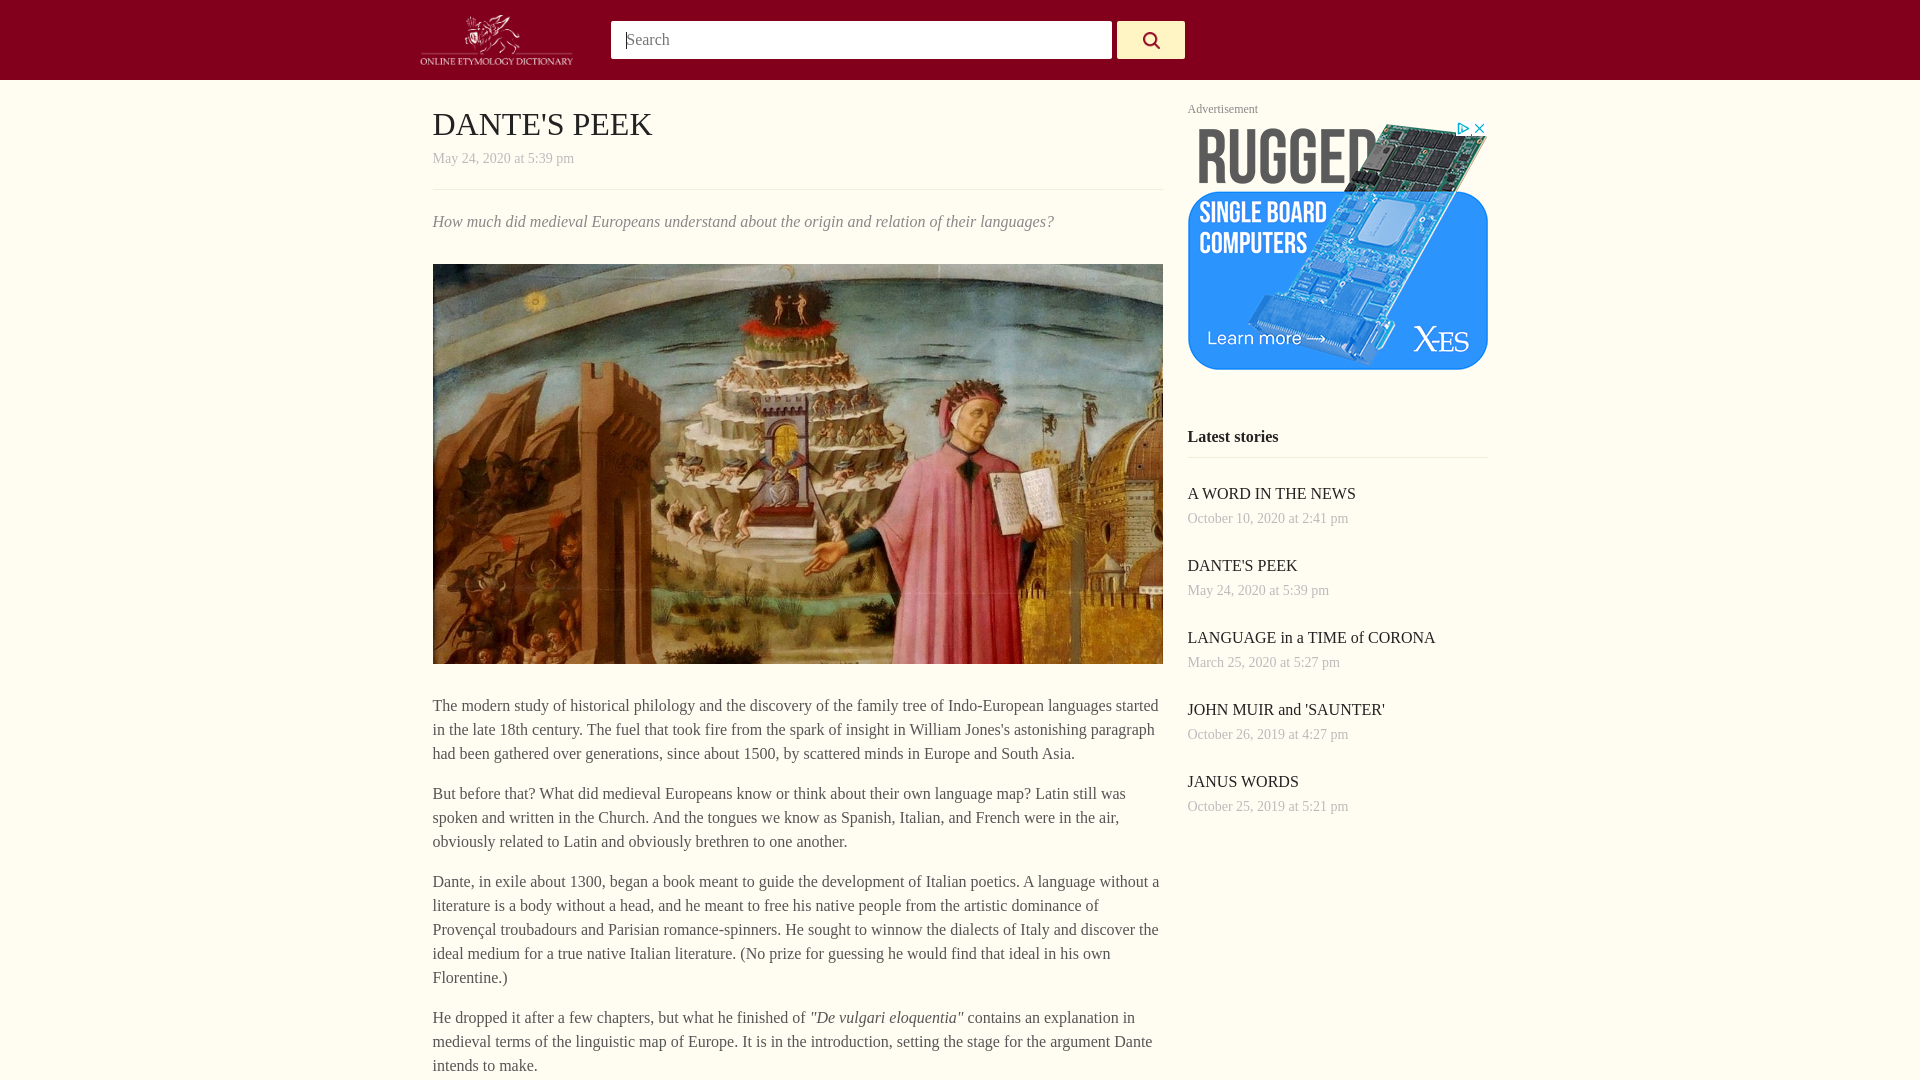 ONLINE ETYMOLOGY DICTIONARY
Search
DANTE'S PEEK
May 24, 2020 at 5:39 pm
How much did medieval Europeans understand about the origin and relation of their languages?
The modern study of historical philology and the discovery of the family tree of Indo-European languages started
in the late 18th century. The fuel that took fire from the spark of insight in William Jones's astonishing paragraph
had been gathered over generations, since about 1500, by scattered minds in Europe and South Asia.
But before that? What did medieval Europeans know or think about their own language map? Latin still was
spoken and written in the Church. And the tongues we know as Spanish, Italian, and French were in the air,
obviously related to Latin and obviously brethren to one another.
Dante, in exile about 1300, began a book meant to guide the development of Italian poetics. A language without a
literature is a body without a head, and he meant to free his native people from the artistic dominance of
Provençal troubadours and Parisian romance-spinners. He sought to winnow the dialects of Italy and discover the
ideal medium for a true native Italian literature. (No prize for guessing he would find that ideal in his own
Florentine.)
He dropped it after a few chapters, but what he finished of "De vulgari eloquentia" contains an explanation in
medieval terms of the linguistic map of Europe. It is in the introduction, setting the stage for the argument Dante
intends to make.
Advertisement
RUGGED
SINGLE BOARD
COMPUTERS
Learn more
X-ES
Latest stories
A WORD IN THE NEWS
October 10, 2020 at 2:41 pm
DANTE'S PEEK
May 24, 2020 at 5:39 pm
LANGUAGE in a TIME of CORONA
March 25, 2020 at 5:27 pm
JOHN MUIR and 'SAUNTER'
October 26, 2019 at 4:27 pm
JANUS WORDS
October 25, 2019 at 5:21 pm